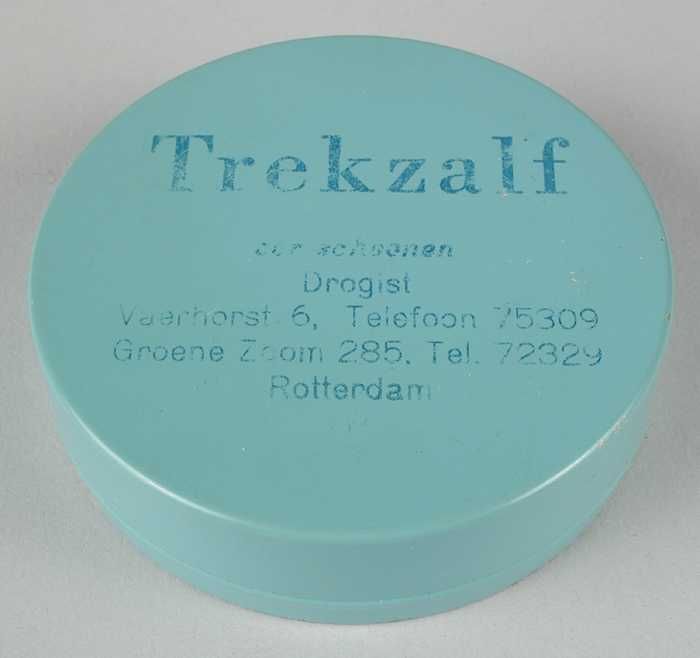 Trekzalf
Drogist
Vaerhorst 6, Telefoon 75309
Groene Zoom 285. Tel. 72329
Rotterdam